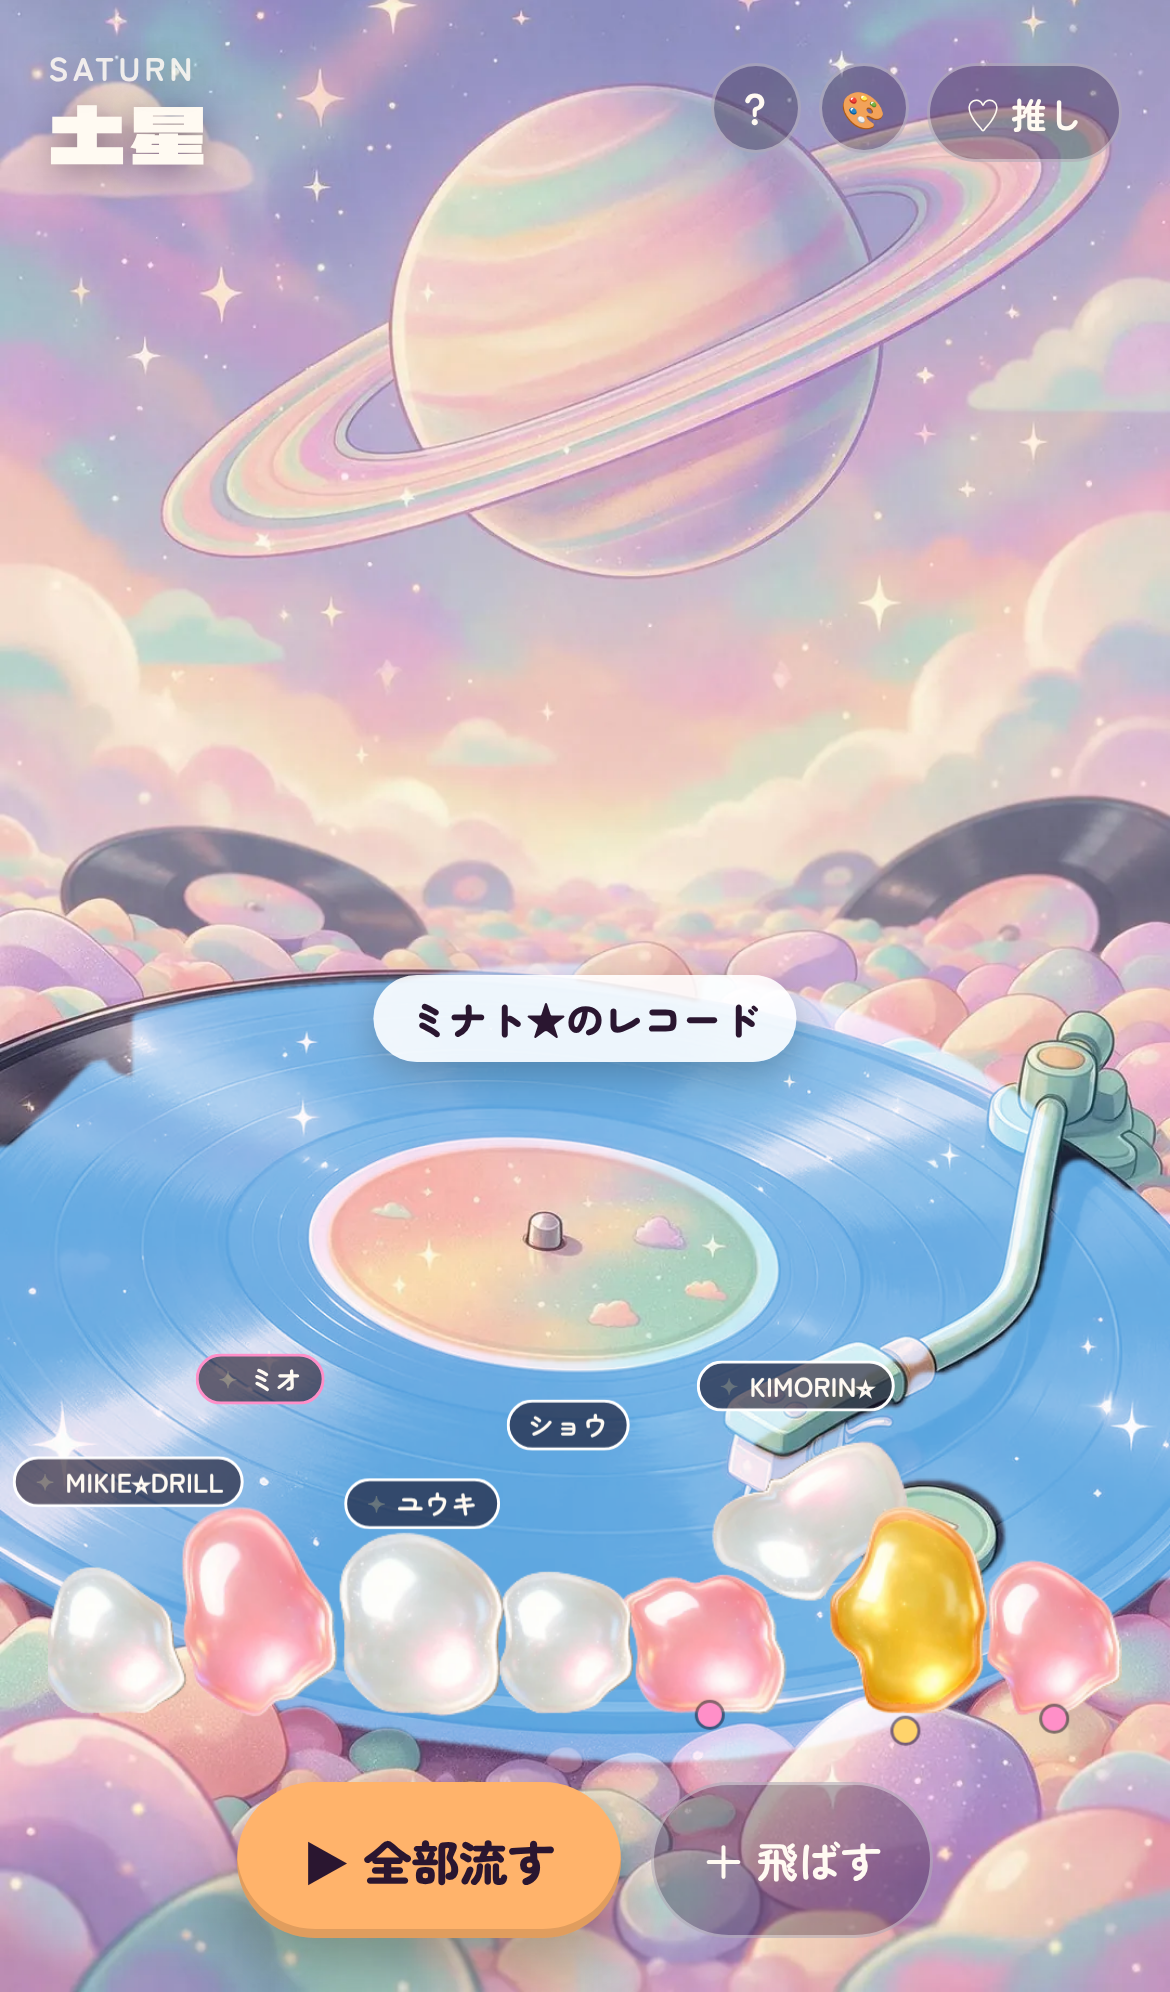 SATURN
土星
?
♡ 推し
ミナト★のレコード
ミオ
KIMORIN★
ショウ
MIKIE★DRILL
ユウキ
▶ 全部流す
＋ 飛ばす